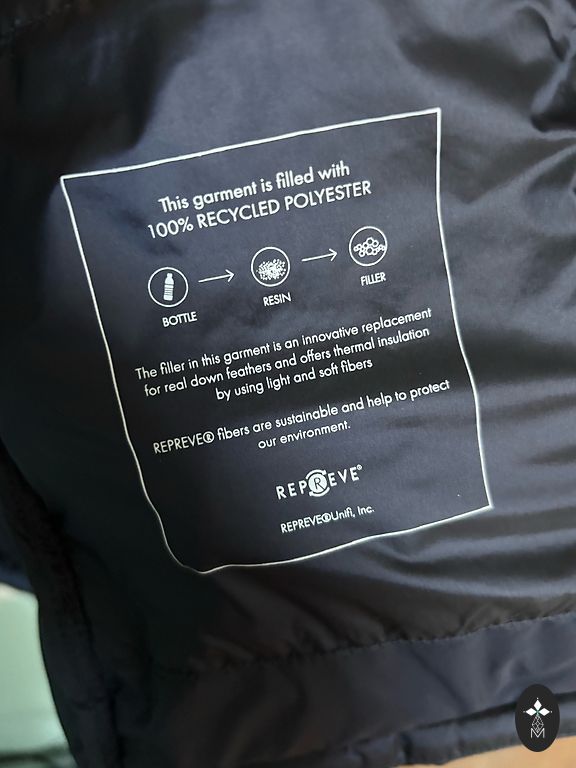 This garment is filled with
100% RECYCLED POLYESTER
BOTTLE
RESIN
FILLER
The filler in this garment is an innovative replacement
for real down feathers and offers thermal insulation
by using light and soft fibers
REPREVE® fibers are sustainable and help to protect
our environment.
REPREVE®
REPREVE®Unifi, Inc.
M